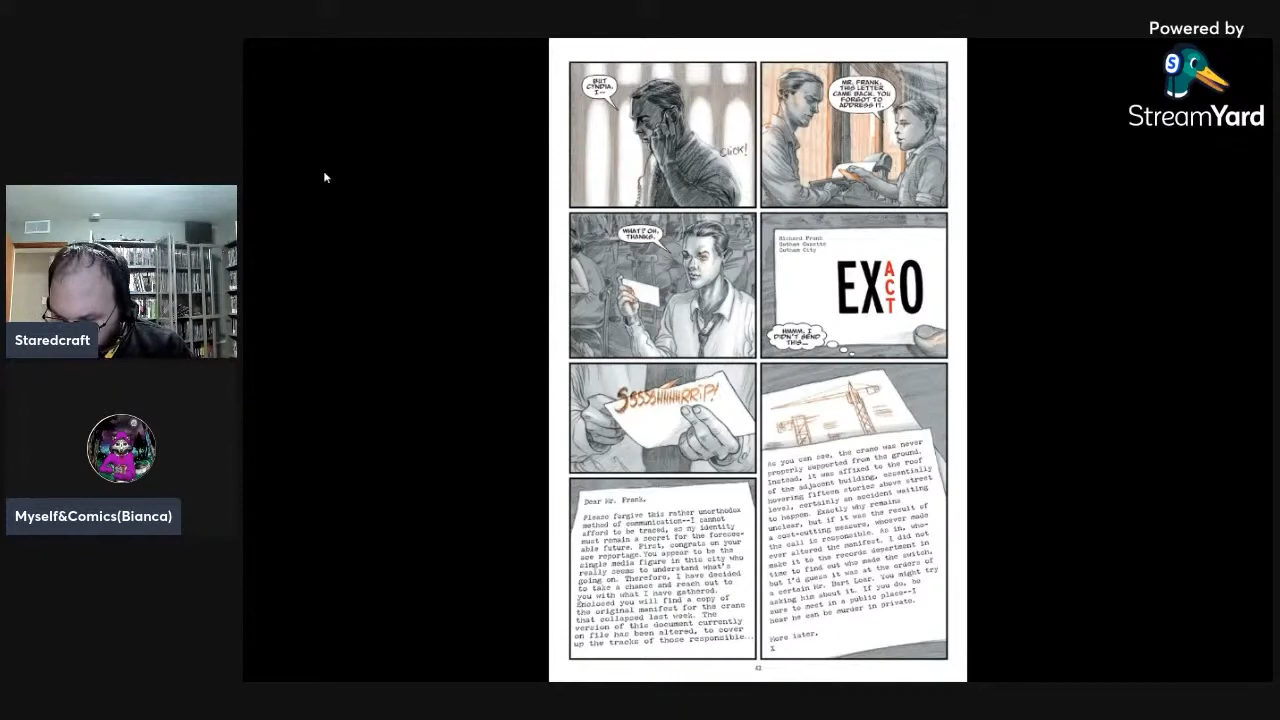 Powered by
StreamYard
BUT
CYNDIA,
I--
CLICK!
MR. FRANK,
THIS LETTER
CAME BACK. YOU
FORGOT TO
ADDRESS IT.
WHAT? OH,
THANKS.
Richard Frank
Gotham Gazette
Gotham City
EXACTO
HMMM. I
DIDN'T SEND
THIS...
SSSSSHHHHRRIP!
Dear Mr. Frank,
Please forgive this rather unorthodox
method of communication--I cannot
afford to be traced, as my identity
must remain a secret for the foresee-
able future. First, congrats on your
recent reportage. You appear to be the
single media figure in this city who
really seems to understand what's
going on. Therefore, I have decided
to take a chance and reach out to
you with what I have gathered.
Enclosed you will find a copy of
the original manifest for the crane
that collapsed last week. The
version of this document currently
on file has been altered, to cover
up the tracks of those responsible...
As you can see, the crane was never
properly supported from the ground.
Instead, it was affixed to the roof
of the adjacent building, essentially
hovering fifteen stories above street
level, certainly an accident waiting
to happen. Exactly why remains
unclear, but if it was the result of
a cost-cutting measure, whoever made
the call is responsible. As in, who-
ever altered the manifest. I did not
make it to the records department in
time to find out who made the switch,
but I'd guess it was at the orders of
a certain Mr. Bart Loar. You might try
asking him about it. If you do, be
sure to meet in a public place--I
hear he can be murder in private.
More later,
X
42
Staredcraft
Myself&Comics(Bianca)